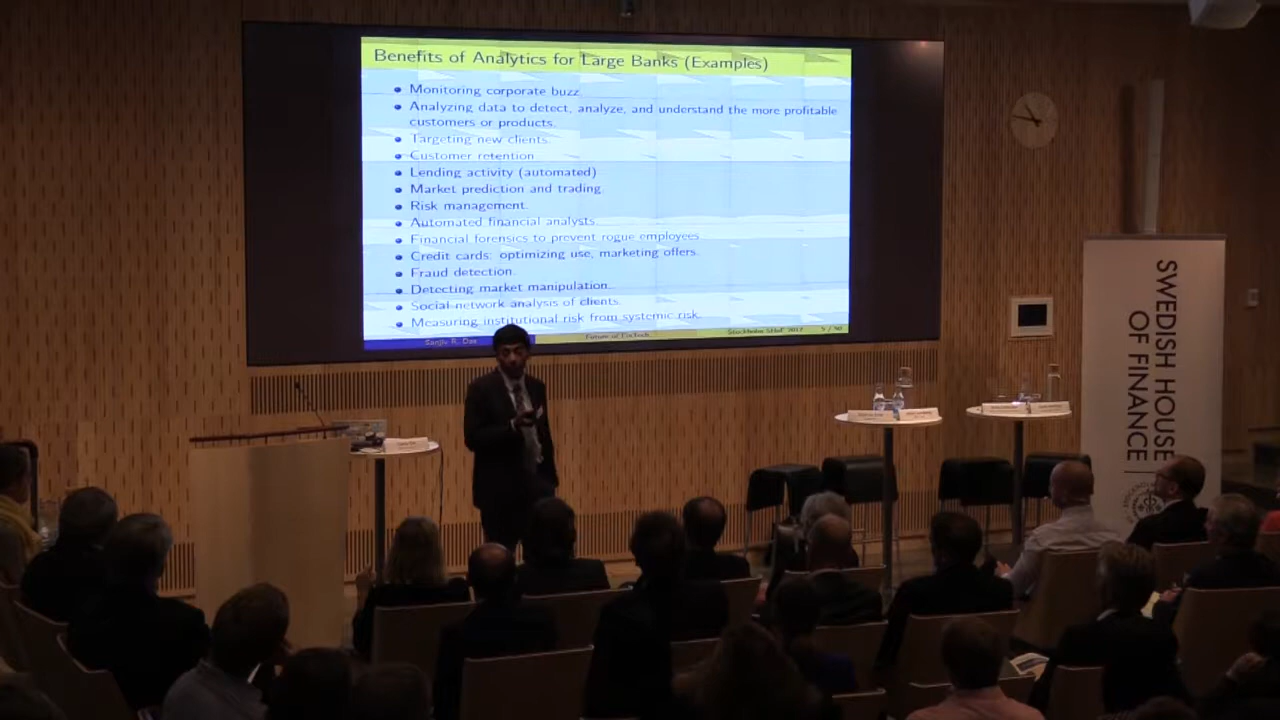 Benefits of Analytics for Large Banks (Examples)
Monitoring corporate buzz.
Analyzing data to detect, analyze, and understand the more profitable
customers or products.
Targeting new clients.
Customer retention
Lending activity (automated)
Market prediction and trading.
Risk management.
Automated financial analysts.
Financial forensics to prevent rogue employees.
Credit cards: optimizing use, marketing offers.
Fraud detection.
Detecting market manipulation.
Social network analysis of clients.
Measuring institutional risk from systemic risk.
Sanjiv R. Das
Future of FinTech
Stockholm SHoF 2017
SWEDISH HOUSE
OF FINANCE